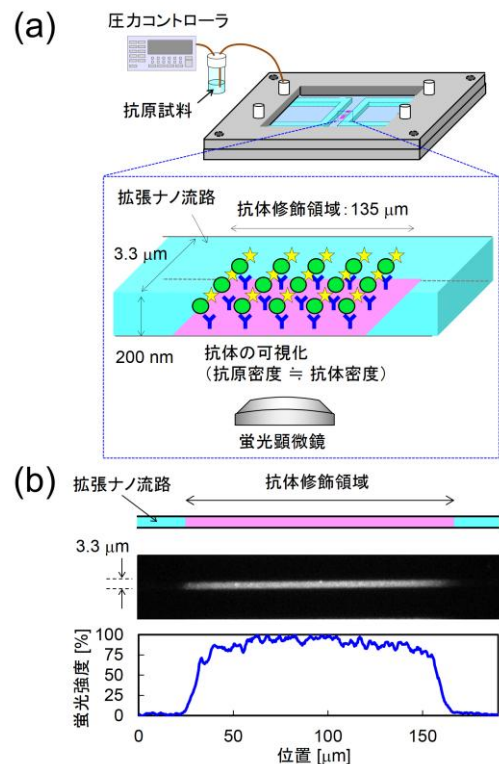 (a)
圧力コントローラ
抗原試料
拡張ナノ流路
抗体修飾領域：135 μm
3.3 μm
200 nm
抗体の可視化
（抗原密度 ≒ 抗体密度）
蛍光顕微鏡
(b)
拡張ナノ流路
抗体修飾領域
3.3 μm
蛍光強度 [%]
100
75
50
25
0
0
50
100
150
位置 [μm]